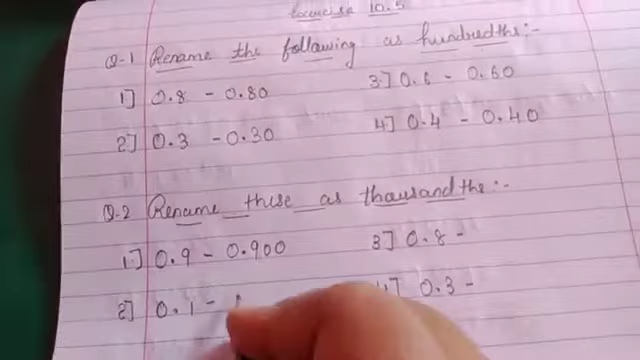 Exercise 10.5
Q-1 Rename the following as hundredths:-
1] 0.8 - 0.80 3] 0.6 - 0.60
2] 0.3 - 0.30 4] 0.4 - 0.40
Q-2 Rename these as thousandths:-
1] 0.9 - 0.900 3] 0.8 -
2] 0.1 - 4] 0.3 -